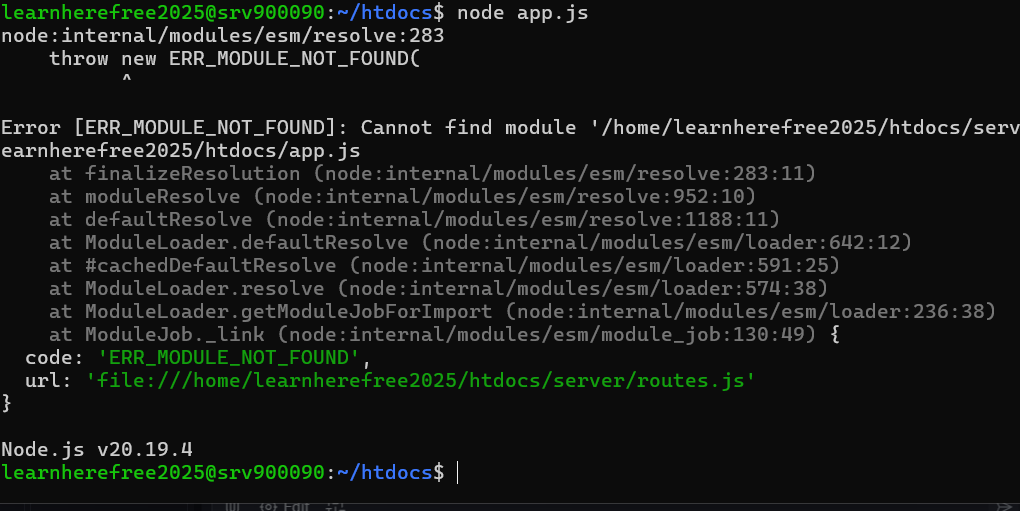 learnherefree2025@srv900090:~/htdocs$ node app.js
node:internal/modules/esm/resolve:283
    throw new ERR_MODULE_NOT_FOUND(
          ^

Error [ERR_MODULE_NOT_FOUND]: Cannot find module '/home/learnherefree2025/htdocs/serv
earnherefree2025/htdocs/app.js
    at finalizeResolution (node:internal/modules/esm/resolve:283:11)
    at moduleResolve (node:internal/modules/esm/resolve:952:10)
    at defaultResolve (node:internal/modules/esm/resolve:1188:11)
    at ModuleLoader.defaultResolve (node:internal/modules/esm/loader:642:12)
    at #cachedDefaultResolve (node:internal/modules/esm/loader:591:25)
    at ModuleLoader.resolve (node:internal/modules/esm/loader:574:38)
    at ModuleLoader.getModuleJobForImport (node:internal/modules/esm/loader:236:38)
    at ModuleJob._link (node:internal/modules/esm/module_job:130:49) {
  code: 'ERR_MODULE_NOT_FOUND',
  url: 'file:///home/learnherefree2025/htdocs/server/routes.js'
}

Node.js v20.19.4
learnherefree2025@srv900090:~/htdocs$
Edit